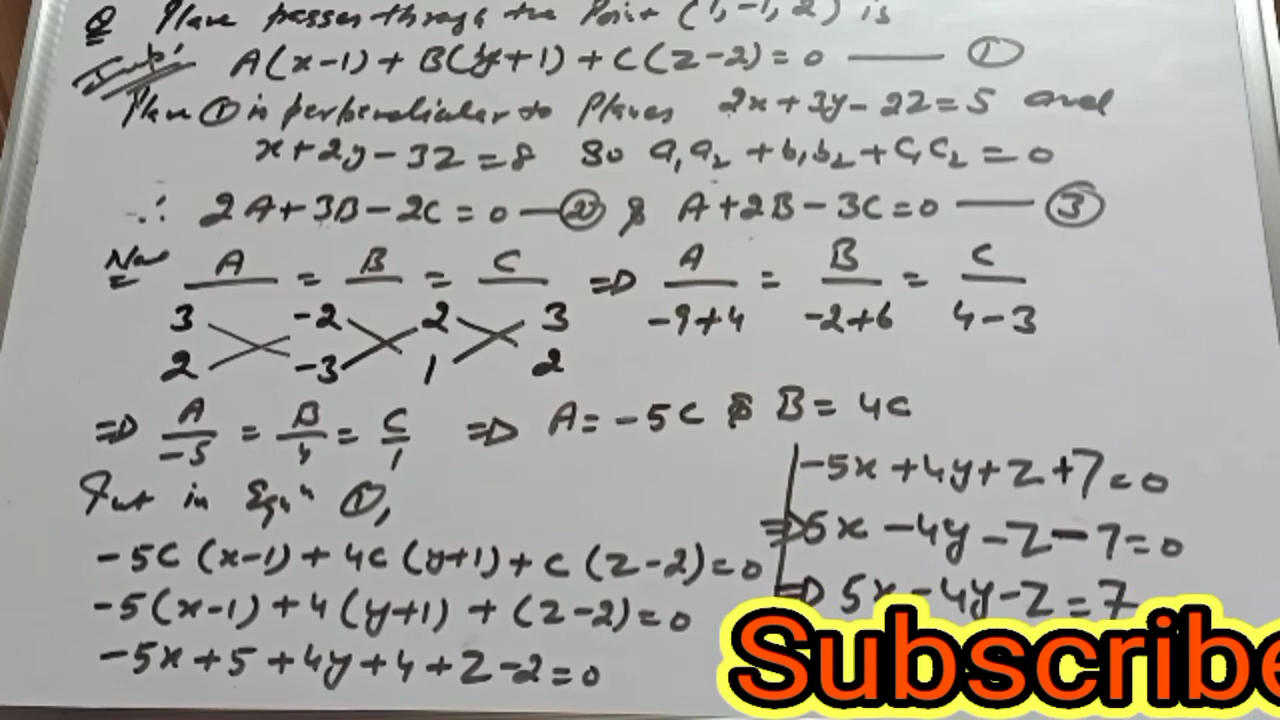 Q Plane passes through the Point (1,-1,2) is
A(x-1) + B(y+1) + C(z-2) = 0 —— ①
Plane ① is perpendicular to Planes 2x+3y-2z=5 and
x+2y-3z=8 So a₁a₂ + b₁b₂ + c₁c₂ = 0
∴ 2A+3B-2C=0 — ② & A+2B-3C=0 —— ③
Now A/ = B/ = C/ ⇒ A/(-9+4) = B/(-2+6) = C/(4-3)
3 -2 2 3
2 -3 1 2
⇒ A/-5 = B/4 = C/1 ⇒ A=-5C & B=4C
Put in Eqⁿ ①,
-5C(x-1) + 4C(y+1) + C(z-2)=0
-5(x-1) + 4(y+1) + (z-2)=0
-5x+5+4y+4+z-2=0
-5x+4y+z+7=0
⇒5x-4y-z-7=0
⇒ 5x-4y-z=7
Subscribe